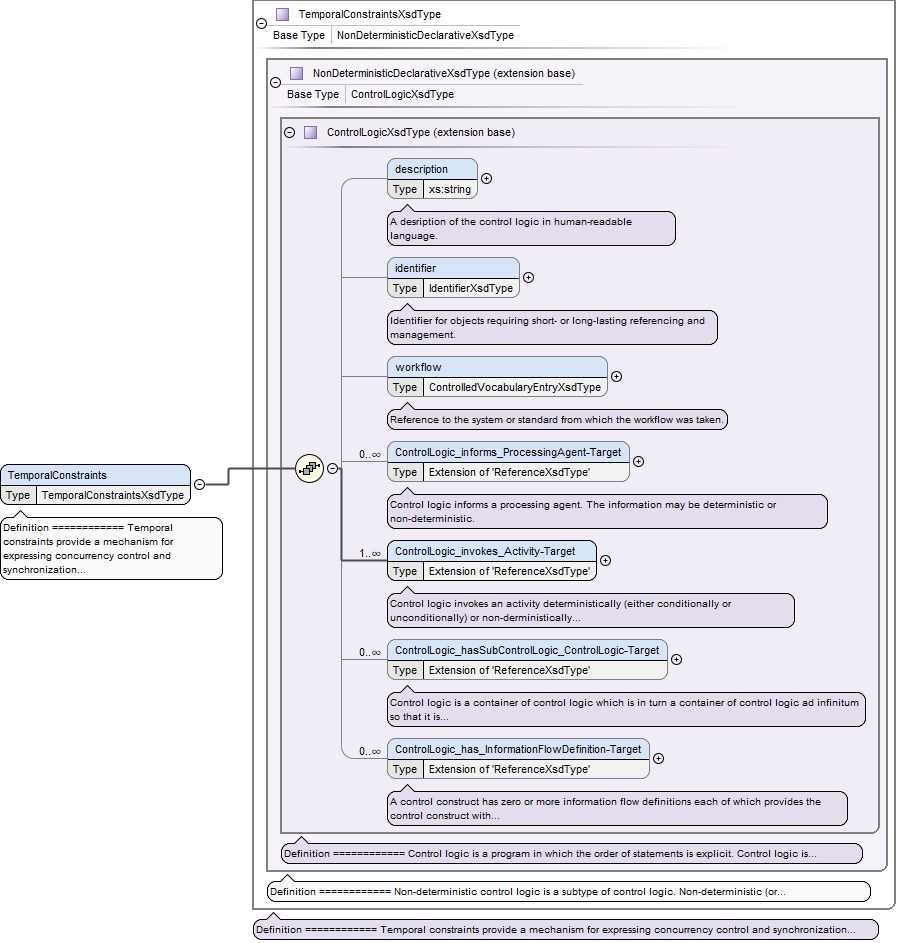 TemporalConstraintsXsdType
Base Type NonDeterministicDeclarativeXsdType
NonDeterministicDeclarativeXsdType (extension base)
Base Type ControlLogicXsdType
ControlLogicXsdType (extension base)
description
Type xs:string
A desription of the control logic in human-readable
language.
identifier
Type IdentifierXsdType
Identifier for objects requiring short- or long-lasting referencing and
management.
workflow
Type ControlledVocabularyEntryXsdType
Reference to the system or standard from which the workflow was taken.
0..∞ ControlLogic_informs_ProcessingAgent-Target
Type Extension of 'ReferenceXsdType'
Control logic informs a processing agent. The information may be deterministic or
non-deterministic.
TemporalConstraints
Type TemporalConstraintsXsdType
Definition ============ Temporal
constraints provide a mechanism for
expressing concurrency control and
synchronization...
1..∞ ControlLogic_invokes_Activity-Target
Type Extension of 'ReferenceXsdType'
Control logic invokes an activity deterministically (either conditionally or
unconditionally) or non-derministically...
0..∞ ControlLogic_hasSubControlLogic_ControlLogic-Target
Type Extension of 'ReferenceXsdType'
Control logic is a container of control logic which is in turn a container of control logic ad infinitum
so that it is...
0..∞ ControlLogic_has_InformationFlowDefinition-Target
Type Extension of 'ReferenceXsdType'
A control construct has zero or more information flow definitions each of which provides the
control construct with...
Definition ============ Control logic is a program in which the order of statements is explicit. Control logic is...
Definition ============ Non-deterministic control logic is a subtype of control logic. Non-deterministic (or...
Definition ============ Temporal constraints provide a mechanism for expressing concurrency control and synchronization...